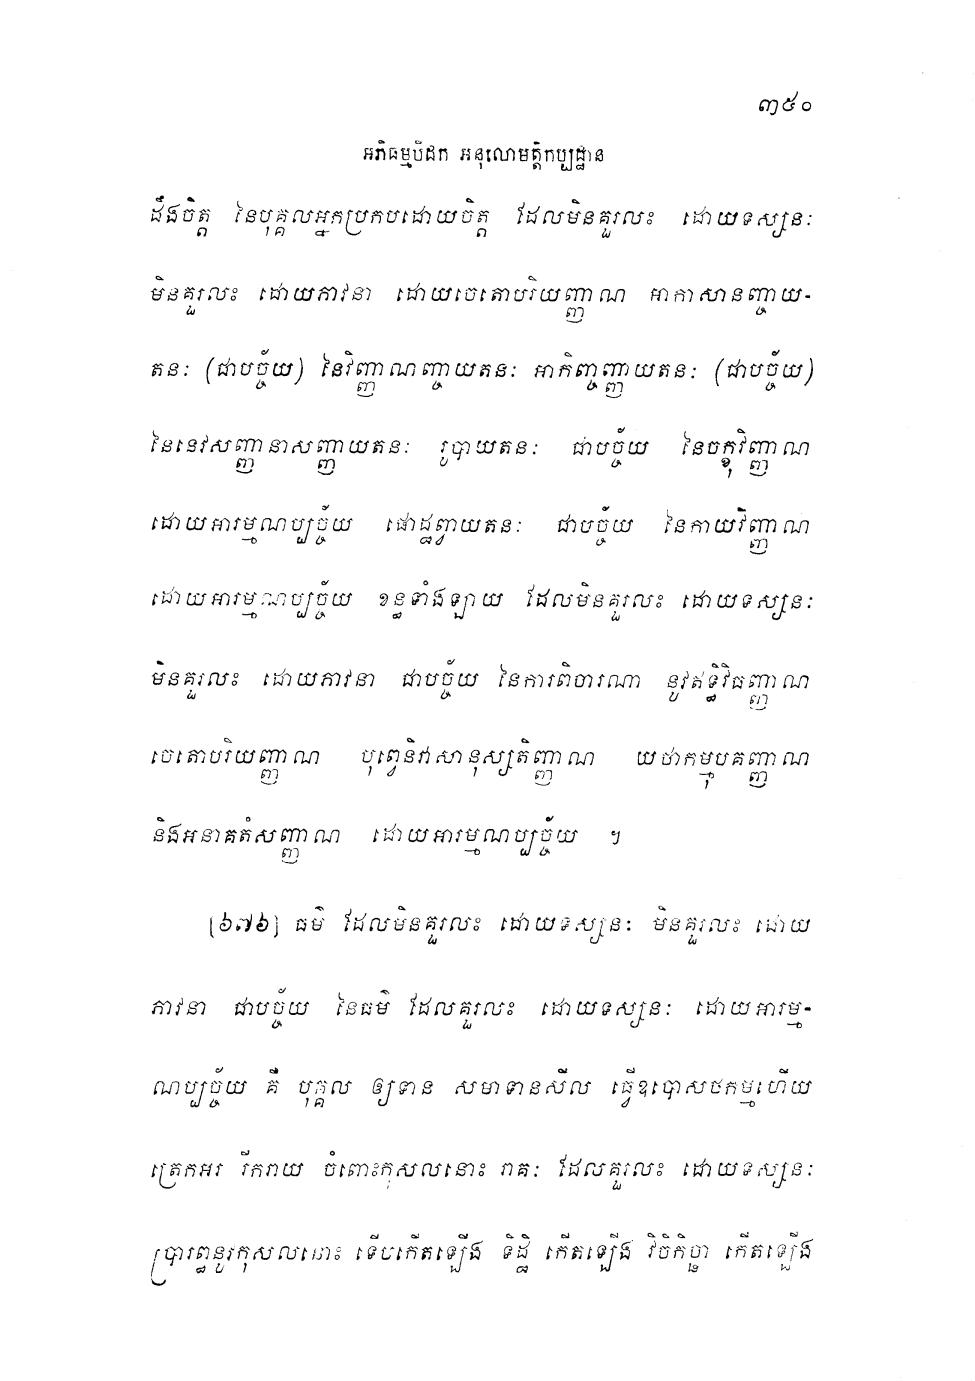 ៣៥០
អភិធម្មបិដក អនុលោមត្តិកប្បដ្ឋាន
ដឹងចិត្ត នៃបុគ្គលអ្នកប្រកបដោយចិត្ត ដែលមិនគួរលះ ដោយទស្សនៈ
មិនគួរលះ ដោយភាវនា ដោយចេតោបរិយញ្ញាណ អាកាសានញ្ចាយ-
តនៈ (ជាបច្ច័យ) នៃវិញ្ញាណញ្ចាយតនៈ អាកិញ្ចញ្ញាយតនៈ (ជាបច្ច័យ)
នៃនេវសញ្ញានាសញ្ញាយតនៈ រូបាយតនៈ ជាបច្ច័យ នៃចក្ខុវិញ្ញាណ
ដោយអារម្មណប្បច្ច័យ ផោដ្ឋព្វាយតនៈ ជាបច្ច័យ នៃកាយវិញ្ញាណ
ដោយអារម្មណប្បច្ច័យ ខន្ធទាំងឡាយ ដែលមិនគួរលះ ដោយទស្សនៈ
មិនគួរលះ ដោយភាវនា ជាបច្ច័យ នៃការពិចារណា នូវឥទ្ធិវិធញ្ញាណ
ចេតោបរិយញ្ញាណ បុព្វេនិវាសានុស្សតិញ្ញាណ យថាកម្មុបគញ្ញាណ
និងអនាគតំសញ្ញាណ ដោយអារម្មណប្បច្ច័យ ។
[៦៧៦] ធម៌ ដែលមិនគួរលះ ដោយទស្សនៈ មិនគួរលះ ដោយ
ភាវនា ជាបច្ច័យ នៃធម៌ ដែលគួរលះ ដោយទស្សនៈ ដោយអារម្ម-
ណប្បច្ច័យ គឺ បុគ្គល ឲ្យទាន សមាទានសីល ធ្វើឧបោសថកម្មហើយ
ត្រេកអរ រីករាយ ចំពោះកុសលនោះ រាគៈ ដែលគួរលះ ដោយទស្សនៈ
ប្រារព្ធនូវកុសលនោះ ទើបកើតឡើង ទិដ្ឋិ កើតឡើង វិចិកិច្ឆា កើតឡើង